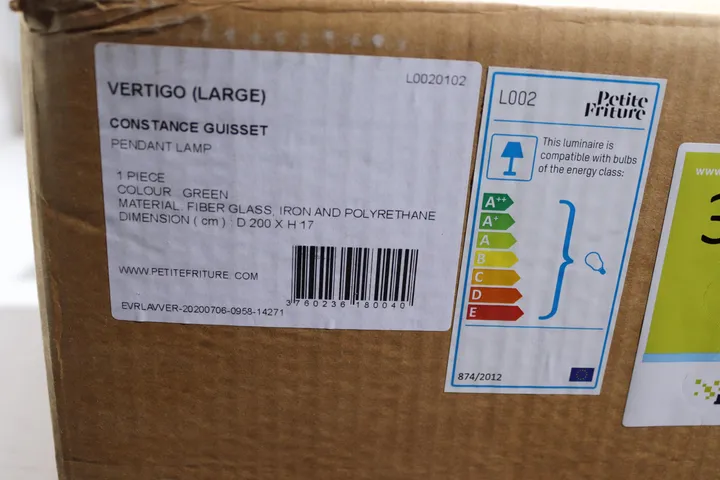 L0020102
VERTIGO (LARGE)
CONSTANCE GUISSET
PENDANT LAMP
1 PIECE
COLOUR : GREEN
MATERIAL: FIBER GLASS, IRON AND POLYRETHANE
DIMENSION ( cm ) : D 200 X H 17
WWW.PETITEFRITURE.COM
3 760236 180040
EVRLAVVER-20200706-0958-14271
L002
Petite
Friture
This luminaire is
compatible with bulbs
of the energy class:
A++
A+
A
B
C
D
E
874/2012
www
3